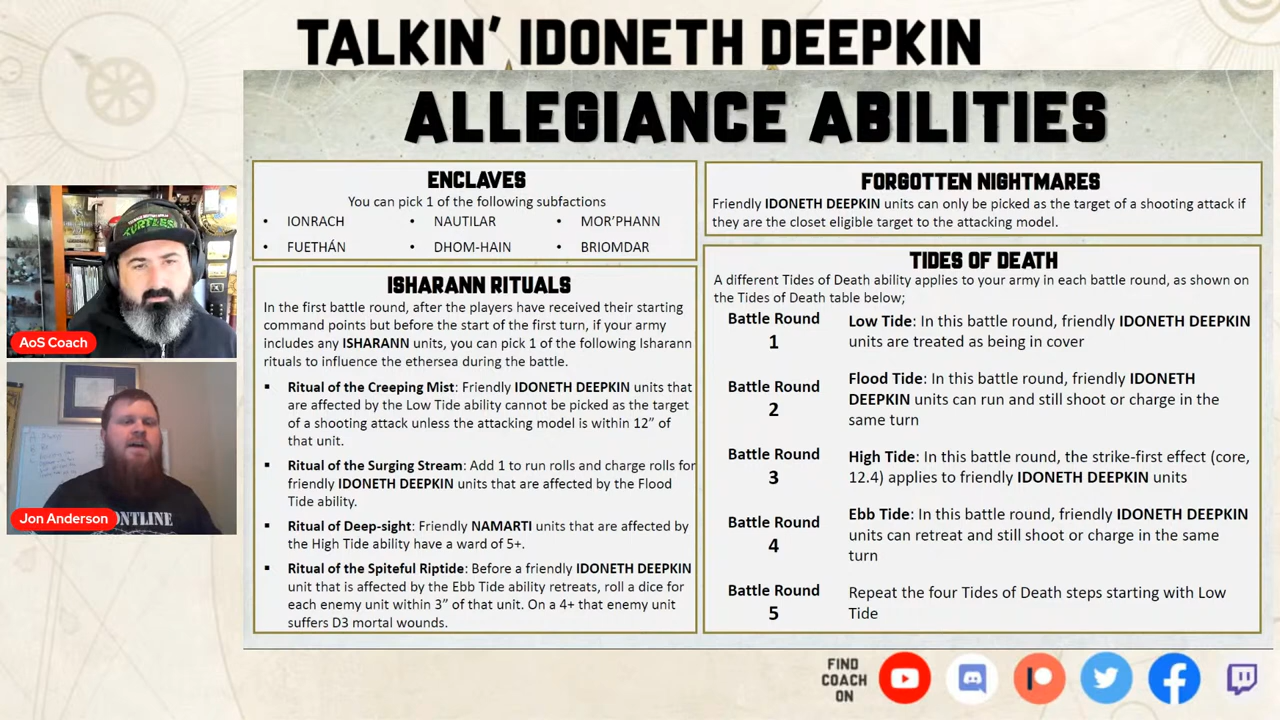 TALKIN' IDONETH DEEPKIN
ALLEGIANCE ABILITIES
ENCLAVES
You can pick 1 of the following subfactions
• IONRACH • NAUTILAR • MOR'PHANN
• FUETHÁN • DHOM-HAIN • BRIOMDAR
ISHARANN RITUALS
In the first battle round, after the players have received their starting
command points but before the start of the first turn, if your army
includes any ISHARANN units, you can pick 1 of the following Isharann
rituals to influence the ethersea during the battle.
▪ Ritual of the Creeping Mist: Friendly IDONETH DEEPKIN units that
are affected by the Low Tide ability cannot be picked as the target
of a shooting attack unless the attacking model is within 12" of
that unit.
▪ Ritual of the Surging Stream: Add 1 to run rolls and charge rolls for
friendly IDONETH DEEPKIN units that are affected by the Flood
Tide ability.
▪ Ritual of Deep-sight: Friendly NAMARTI units that are affected by
the High Tide ability have a ward of 5+.
▪ Ritual of the Spiteful Riptide: Before a friendly IDONETH DEEPKIN
unit that is affected by the Ebb Tide ability retreats, roll a dice for
each enemy unit within 3" of that unit. On a 4+ that enemy unit
suffers D3 mortal wounds.
FORGOTTEN NIGHTMARES
Friendly IDONETH DEEPKIN units can only be picked as the target of a shooting attack if
they are the closet eligible target to the attacking model.
TIDES OF DEATH
A different Tides of Death ability applies to your army in each battle round, as shown on
the Tides of Death table below;
Battle Round
1
Low Tide: In this battle round, friendly IDONETH DEEPKIN
units are treated as being in cover
Battle Round
2
Flood Tide: In this battle round, friendly IDONETH
DEEPKIN units can run and still shoot or charge in the
same turn
Battle Round
3
High Tide: In this battle round, the strike-first effect (core,
12.4) applies to friendly IDONETH DEEPKIN units
Battle Round
4
Ebb Tide: In this battle round, friendly IDONETH DEEPKIN
units can retreat and still shoot or charge in the same
turn
Battle Round
5
Repeat the four Tides of Death steps starting with Low
Tide
TURTLES
AoS Coach
Jon Anderson
ONTLINE
FIND
COACH
ON